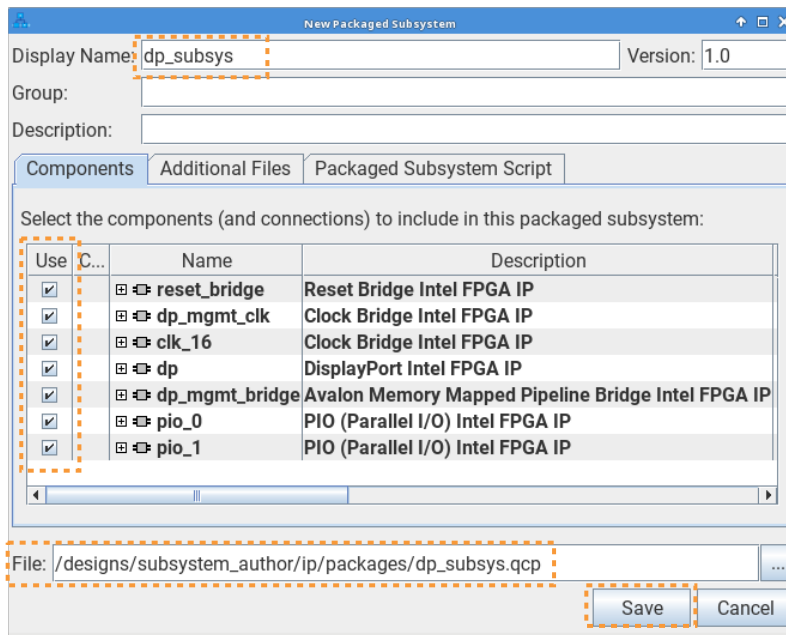 New Packaged Subsystem
Display Name: dp_subsys Version: 1.0
Group:
Description:
Components Additional Files Packaged Subsystem Script
Select the components (and connections) to include in this packaged subsystem:
Use C... Name Description
reset_bridge Reset Bridge Intel FPGA IP
dp_mgmt_clk Clock Bridge Intel FPGA IP
clk_16 Clock Bridge Intel FPGA IP
dp DisplayPort Intel FPGA IP
dp_mgmt_bridge Avalon Memory Mapped Pipeline Bridge Intel FPGA IP
pio_0 PIO (Parallel I/O) Intel FPGA IP
pio_1 PIO (Parallel I/O) Intel FPGA IP
File: /designs/subsystem_author/ip/packages/dp_subsys.qcp ...
Save Cancel